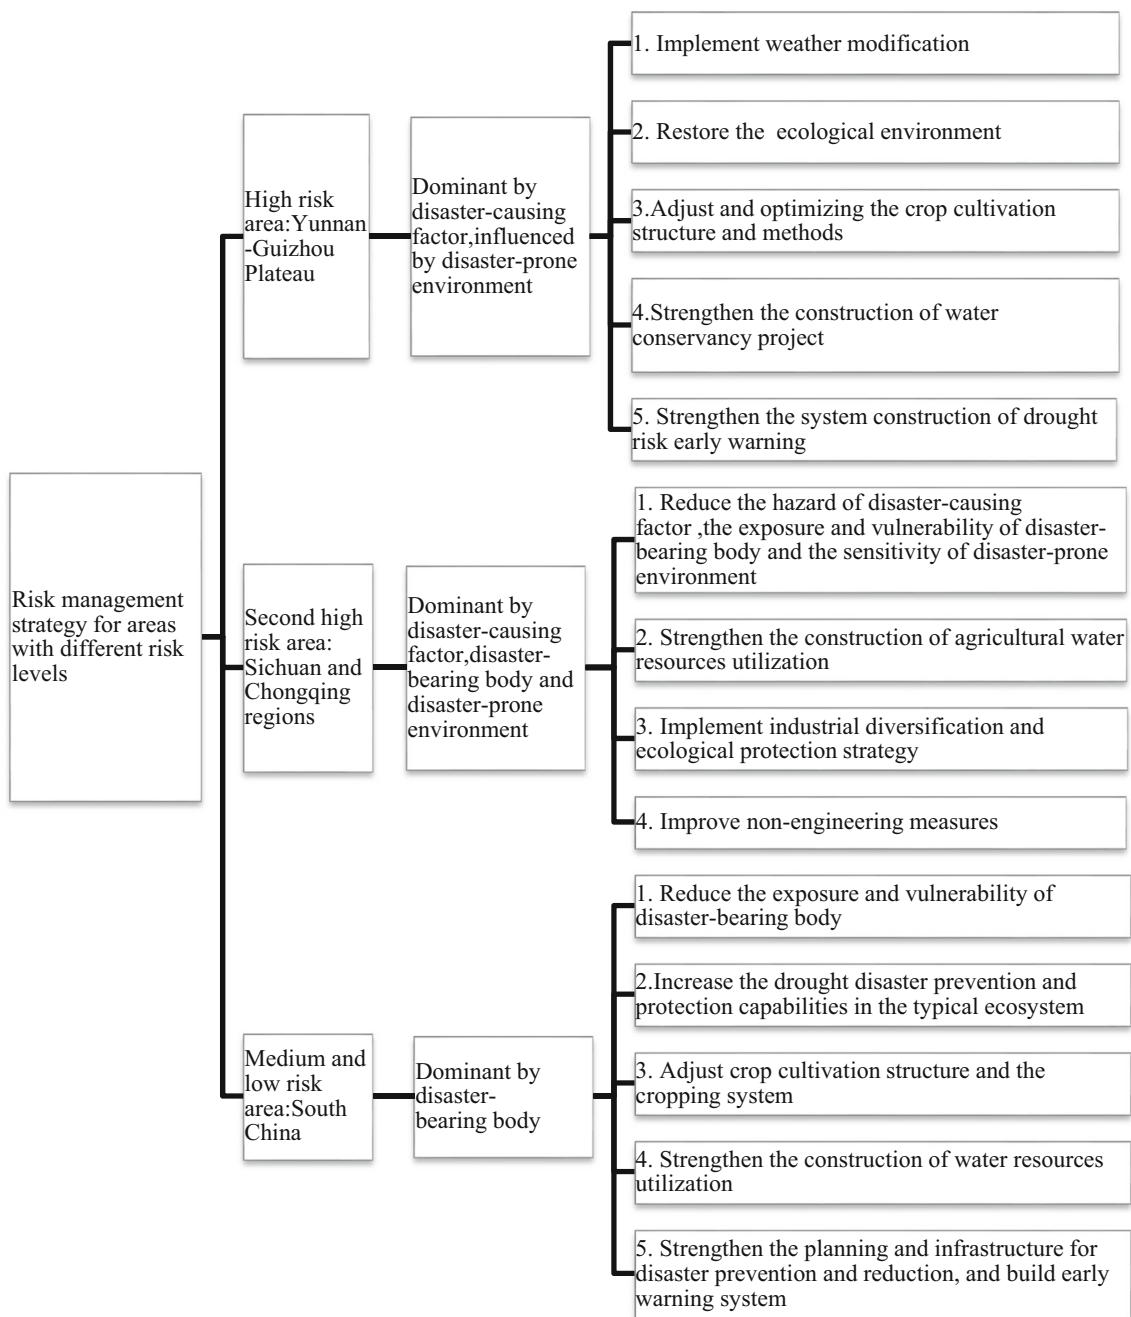 Risk management
strategy for areas
with different risk
levels
High risk
area:Yunnan
-Guizhou
Plateau
Dominant by
disaster-causing
factor,influenced
by disaster-prone
environment
1. Implement weather modification
2. Restore the  ecological environment
3.Adjust and optimizing the crop cultivation
structure and methods
4.Strengthen the construction of water
conservancy project
5. Strengthen the system construction of drought
risk early warning
Second high
risk area:
Sichuan and
Chongqing
regions
Dominant by
disaster-causing
factor,disaster-
bearing body and
disaster-prone
environment
1. Reduce the hazard of disaster-causing
factor ,the exposure and vulnerability of disaster-
bearing body and the sensitivity of disaster-prone
environment
2. Strengthen the construction of agricultural water
resources utilization
3. Implement industrial diversification and
ecological protection strategy
4. Improve non-engineering measures
Medium and
low risk
area:South
China
Dominant by
disaster-
bearing body
1. Reduce the exposure and vulnerability of
disaster-bearing body
2.Increase the drought disaster prevention and
protection capabilities in the typical ecosystem
3. Adjust crop cultivation structure and the
cropping system
4. Strengthen the construction of water resources
utilization
5. Strengthen the planning and infrastructure for
disaster prevention and reduction, and build early
warning system